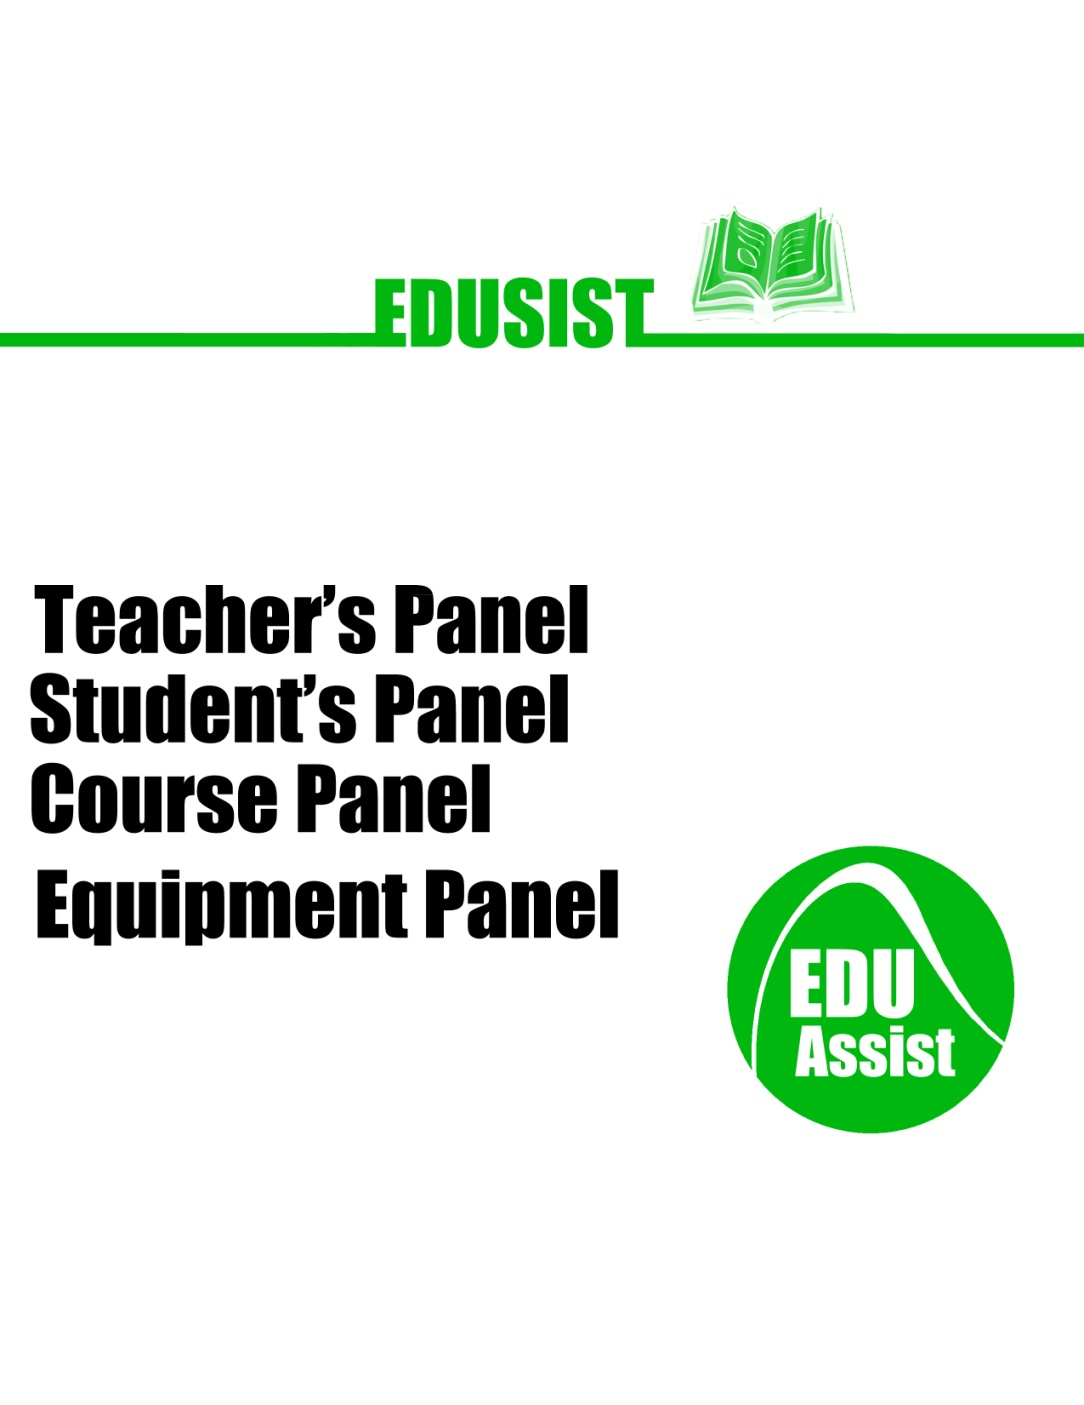 EDUSIST
Teacher’s Panel
Student’s Panel
Course Panel
Equipment Panel
EDU
Assist